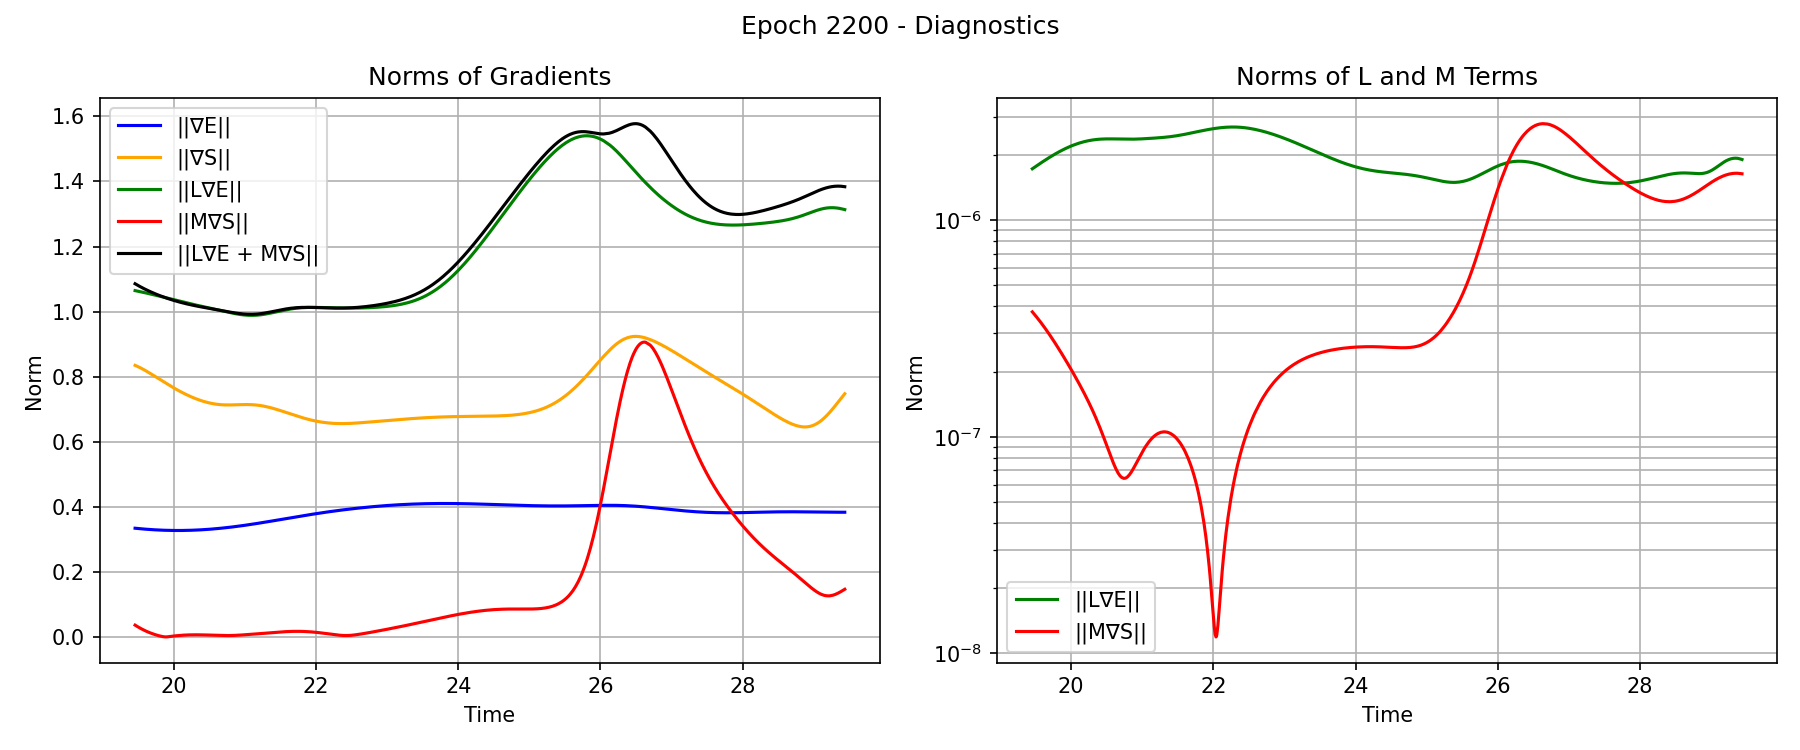 Epoch 2200 - Diagnostics
Norms of Gradients
||∇E||
||∇S||
||L∇E||
||M∇S||
||L∇E + M∇S||
1.6
1.4
1.2
1.0
0.8
0.6
0.4
0.2
0.0
Norm
20
22
24
26
28
Time
Norms of L and M Terms
10⁻⁶
10⁻⁷
10⁻⁸
Norm
||L∇E||
||M∇S||
20
22
24
26
28
Time